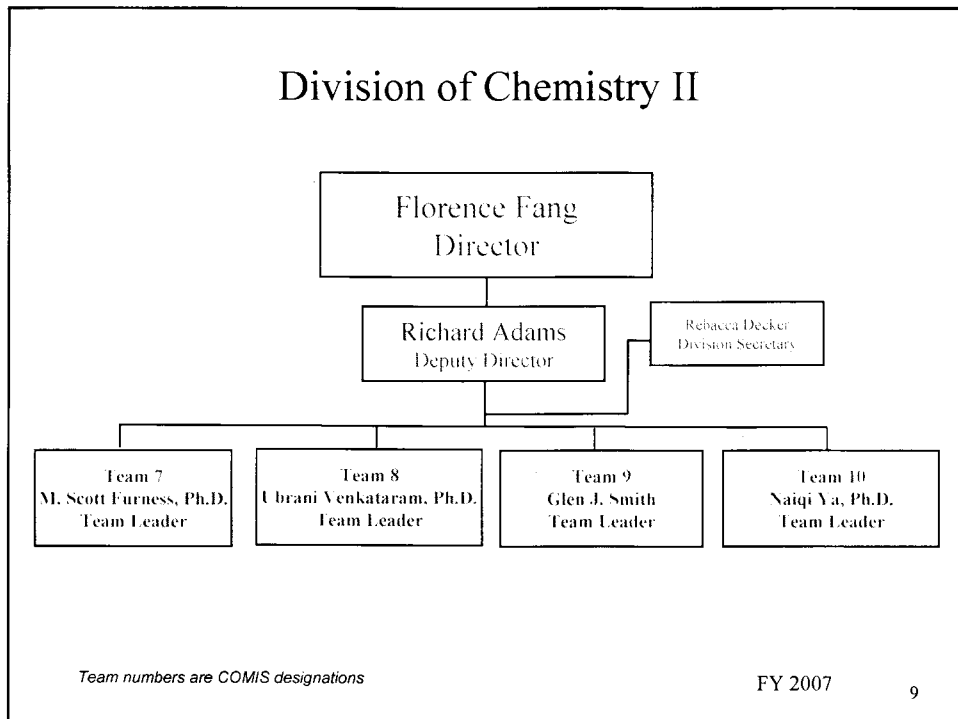 Division of Chemistry II
Florence Fang
Director
Richard Adams
Deputy Director
Rebacca Decker
Division Secretary
Team 7
M. Scott Furness, Ph.D.
Team Leader
Team 8
Ubrani Venkataram, Ph.D.
Team Leader
Team 9
Glen J. Smith
Team Leader
Team 10
Naiqi Ya, Ph.D.
Team Leader
Team numbers are COMIS designations
FY 2007
9